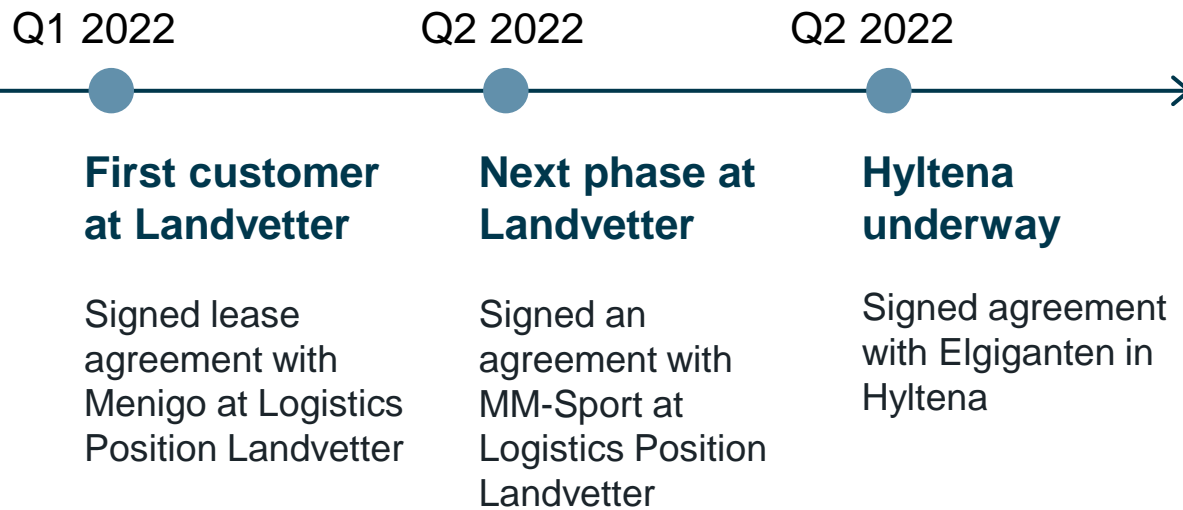 Q1 2022
Q2 2022
Q2 2022
First customer
at Landvetter
Signed lease
agreement with
Menigo at Logistics
Position Landvetter
Next phase at
Landvetter
Signed an
agreement with
MM-Sport at
Logistics Position
Landvetter
Hyltena
underway
Signed agreement
with Elgiganten in
Hyltena